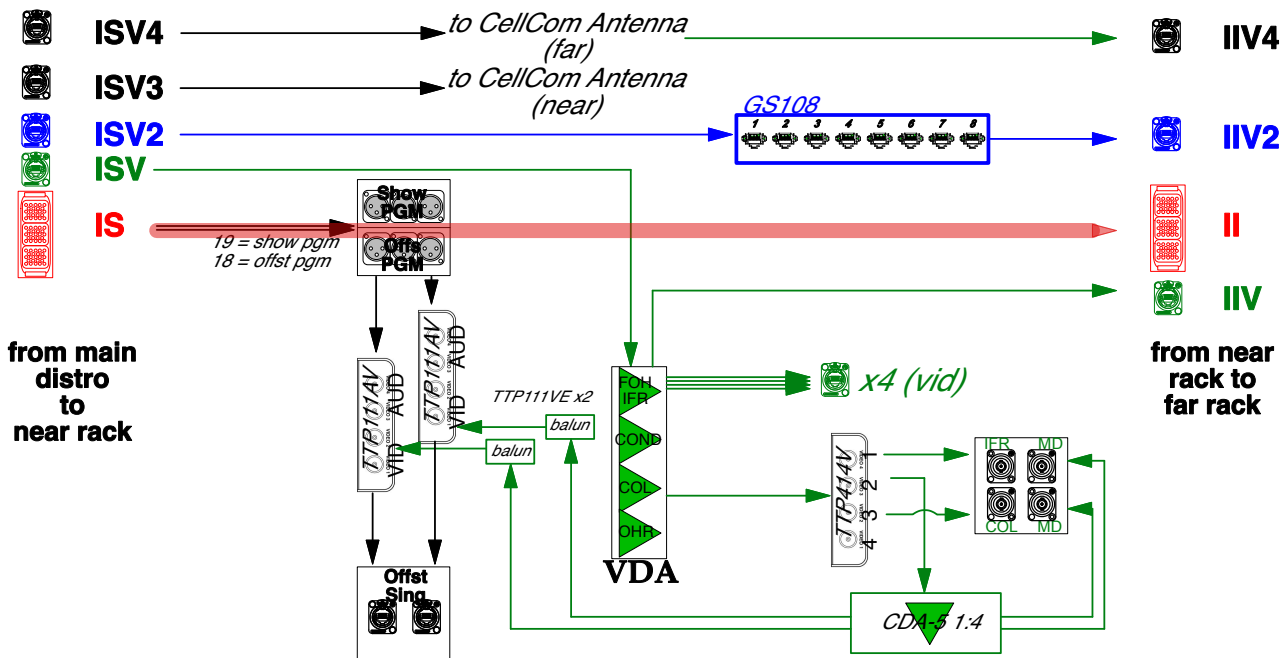 ISV4
to CellCom Antenna
(far)
IIV4
ISV3
to CellCom Antenna
(near)
GS108
1 2 3 4 5 6 7 8
ISV2
IIV2
ISV
Show
PGM
IS
II
19 = show pgm
18 = offst pgm
Offs
PGM
IIV
from main
distro
to
near rack
from near
rack to
far rack
TTP111AV
AUD
VID
TTP111AV
AUD
VID
TTP111VE x2
balun
balun
FOH
IFR
COND
COL
OHR
VDA
x4 (vid)
TTP414V
1
2
3
4
IFR
MD
COL
MD
Offst
Sing
CDA-5 1:4